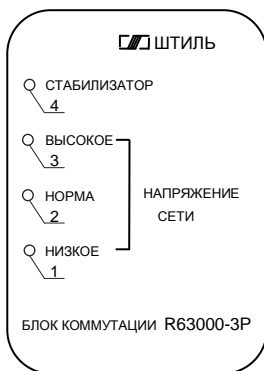 ШТИЛЬ
СТАБИЛИЗАТОР
4
ВЫСОКОЕ
3
НОРМА
2
НАПРЯЖЕНИЕ
СЕТИ
НИЗКОЕ
1
БЛОК КОММУТАЦИИ R63000-3P